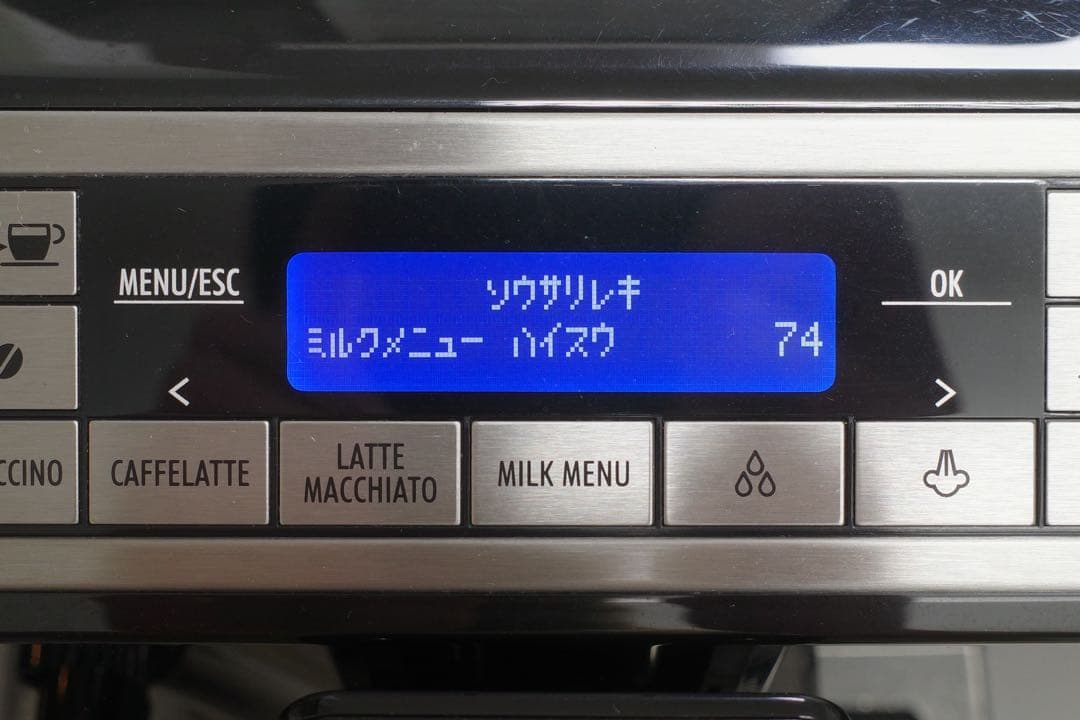 MENU/ESC
ソウサリレキ
ミルクメニュー ハイスウ 74
OK
<
>
CCINO
CAFFELATTE
LATTE
MACCHIATO
MILK MENU